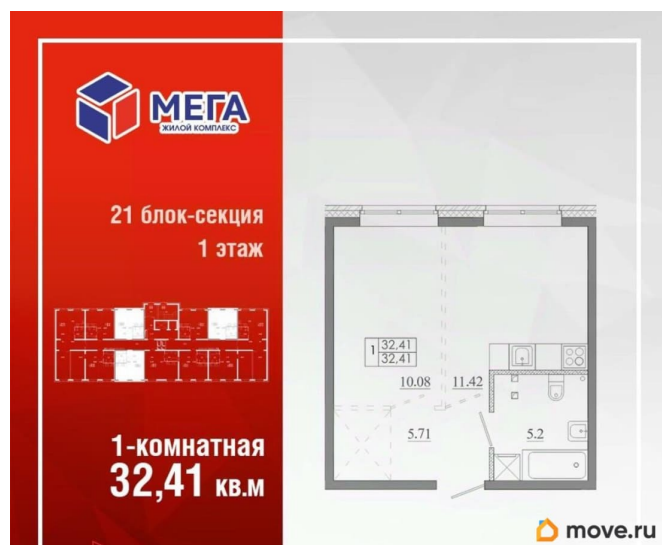 МЕГА
ЖИЛОЙ КОМПЛЕКС
21 блок-секция
1 этаж
1-комнатная
32,41 кв.м
1 32.41
32.41
10.08 11.42
5.71 5.2
move.ru